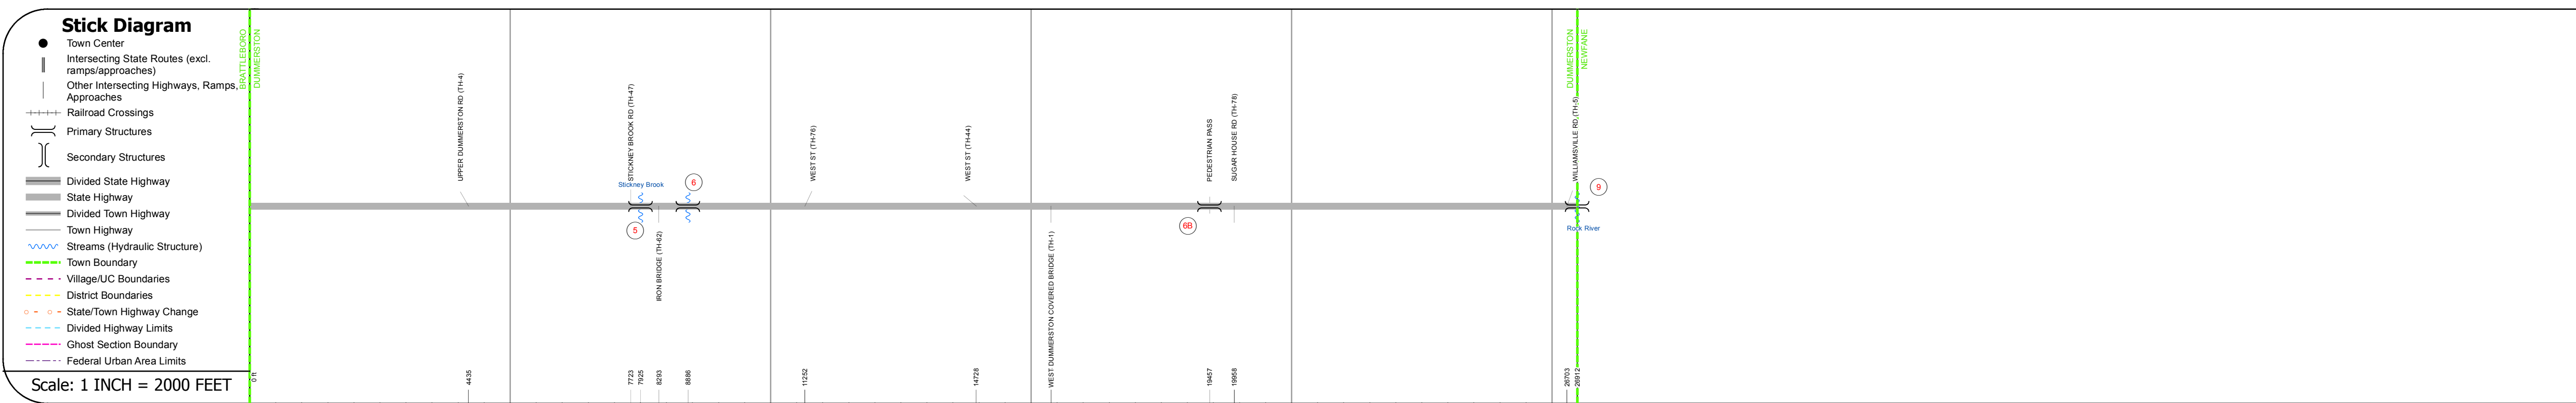 Stick Diagram
Town Center
Intersecting State Routes (excl.
ramps/approaches)
Other Intersecting Highways, Ramps,
Approaches
Railroad Crossings
Primary Structures
Secondary Structures
Divided State Highway
State Highway
Divided Town Highway
Town Highway
Streams (Hydraulic Structure)
Town Boundary
Village/UC Boundaries
District Boundaries
State/Town Highway Change
Divided Highway Limits
Ghost Section Boundary
Federal Urban Area Limits
Scale: 1 INCH = 2000 FEET
BRATTLEBORO
DUMMERSTON
UPPER DUMMERSTON RD (TH-4)
STICKNEY BROOK RD (TH-47)
Stickney Brook
5
IRON BRIDGE (TH-62)
6
WEST ST (TH-76)
WEST ST (TH-44)
WEST DUMMERSTON COVERED BRIDGE (TH-1)
6B
PEDESTRIAN PASS
SUGAR HOUSE RD (TH-78)
DUMMERSTON
NEWFANE
WILLIAMSVILLE RD (TH-5)
9
Rock River
0 ft
4435
7723
7925
8293
8886
11252
14728
19457
19958
26703
26912